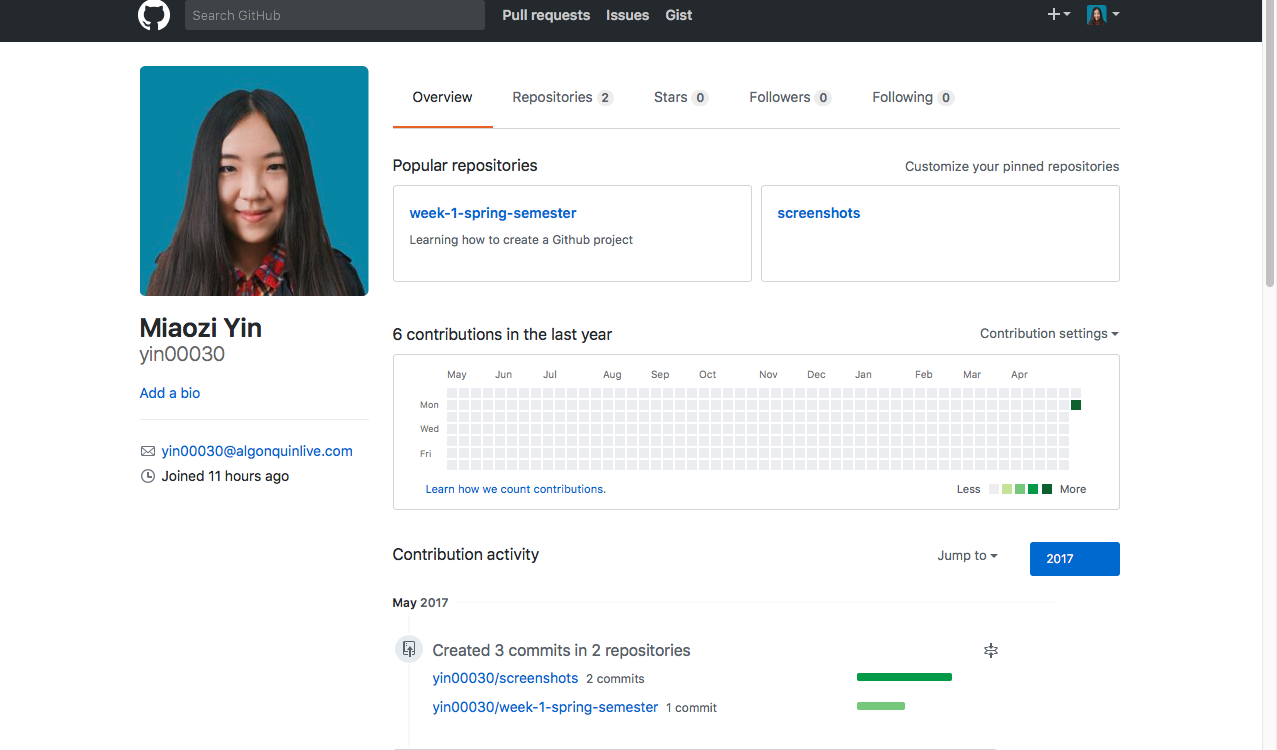 Search GitHub
Pull requests Issues Gist
Overview Repositories 2 Stars 0 Followers 0 Following 0
Popular repositories Customize your pinned repositories
week-1-spring-semester
Learning how to create a Github project
screenshots
Miaozi Yin
yin00030
Add a bio
yin00030@algonquinlive.com
Joined 11 hours ago
6 contributions in the last year Contribution settings
May Jun Jul Aug Sep Oct Nov Dec Jan Feb Mar Apr
Mon
Wed
Fri
Learn how we count contributions. Less More
Contribution activity Jump to 2017
May 2017
Created 3 commits in 2 repositories
yin00030/screenshots 2 commits
yin00030/week-1-spring-semester 1 commit